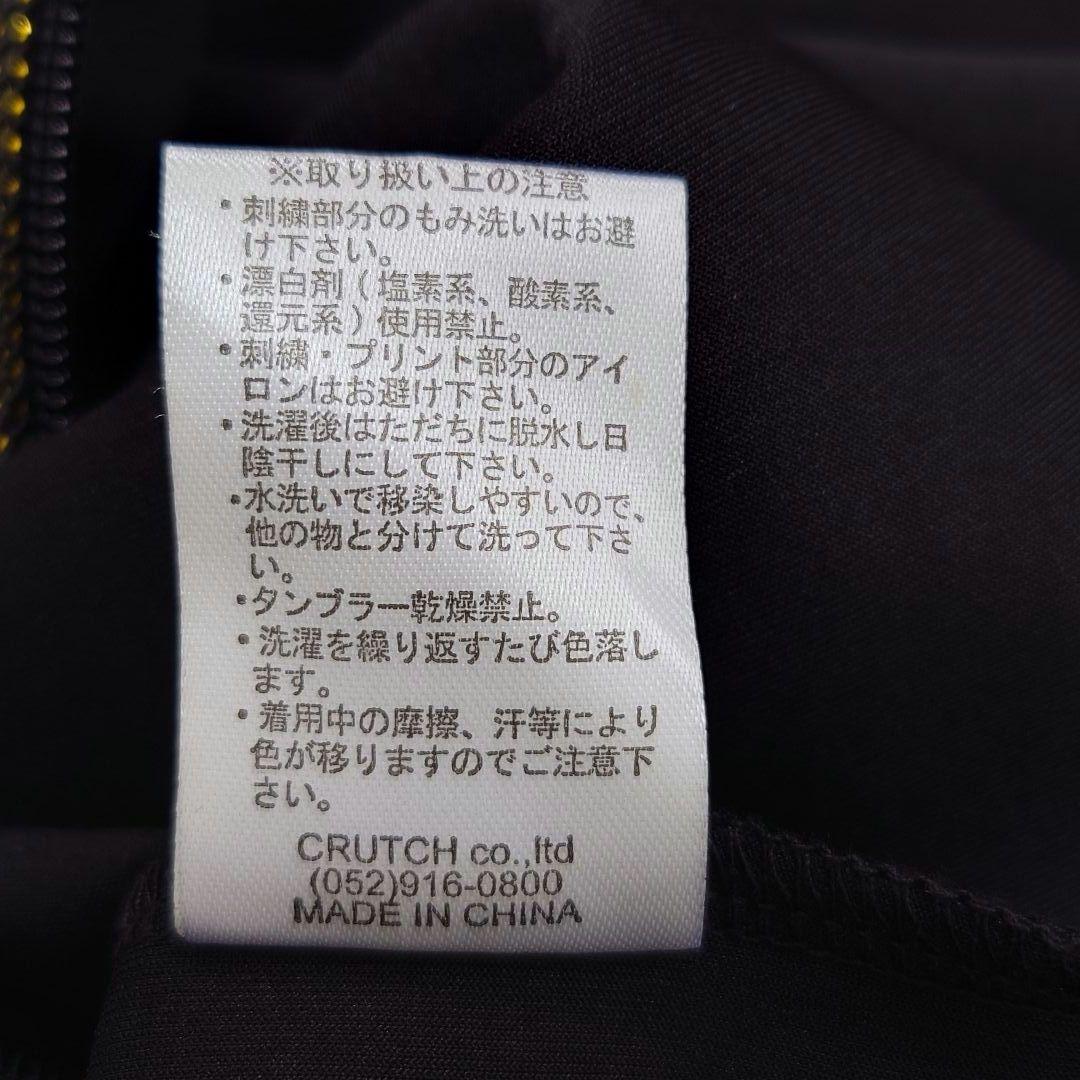 ※取り扱い上の注意
・刺繍部分のもみ洗いはお避
け下さい。
・漂白剤(塩素系、酸素系、
還元系)使用禁止。
・刺繍・プリント部分のアイ
ロンはお避け下さい。
・洗濯後はただちに脱水し日
陰干しにして下さい。
・水洗いで移染しやすいので、
他の物と分けて洗って下さ
い。
・タンブラー乾燥禁止。
・洗濯を繰り返すたび色落し
ます。
・着用中の摩擦、汗等により
色が移りますのでご注意下
さい。
CRUTCH co.,ltd
(052)916-0800
MADE IN CHINA